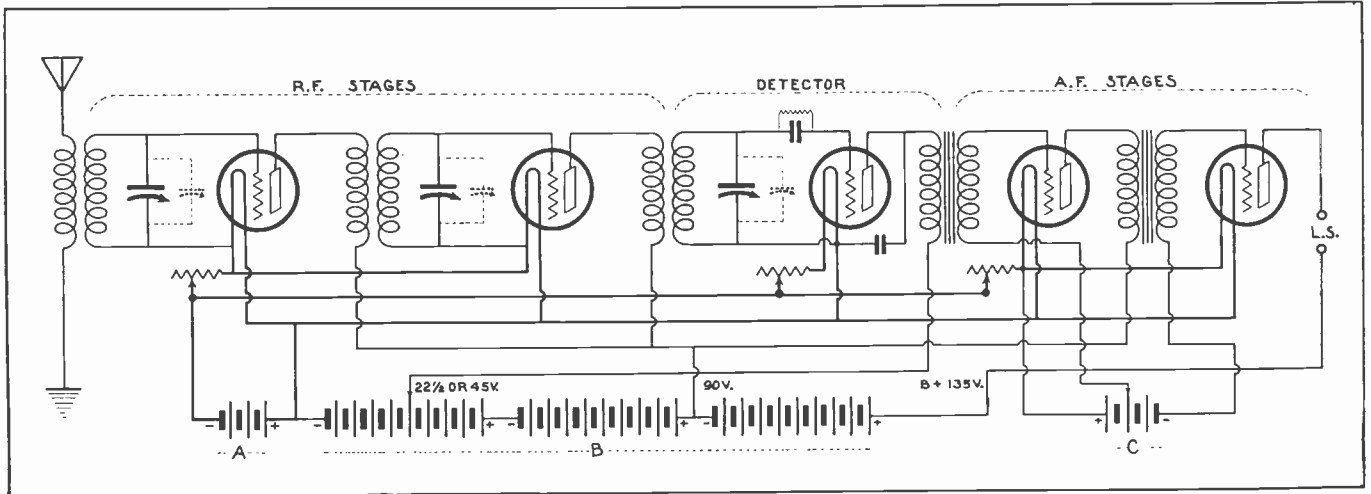 R.F. STAGES
DETECTOR
A.F. STAGES
L.S.
22½ OR 45V.
90V.
B + 135V.
- + - + - + - + + -
A
B
C